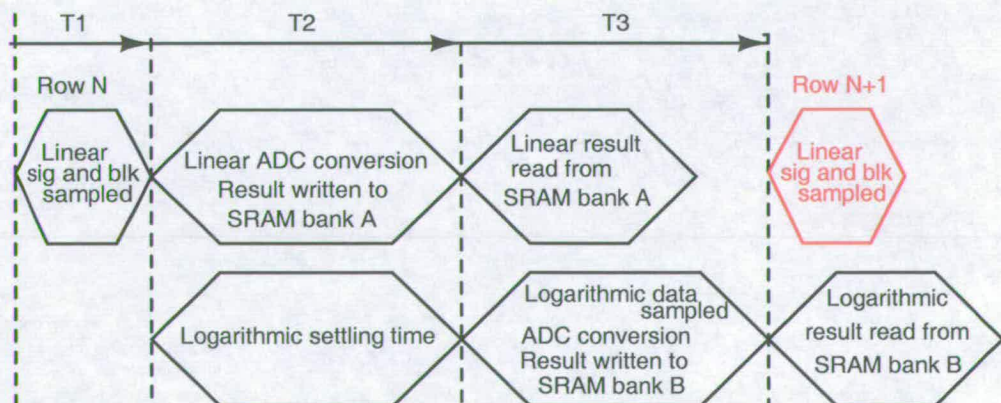 T1 T2 T3
Row N
Row N+1
Linear
sig and blk
sampled
Linear ADC conversion
Result written to
SRAM bank A
Linear result
read from
SRAM bank A
Linear
sig and blk
sampled
Logarithmic settling time
Logarithmic data
sampled
ADC conversion
Result written to
SRAM bank B
Logarithmic
result read from
SRAM bank B